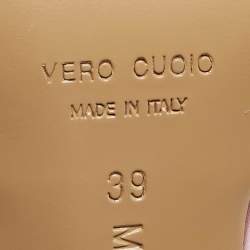 VERO CUOIO
MADE IN ITALY
39
M